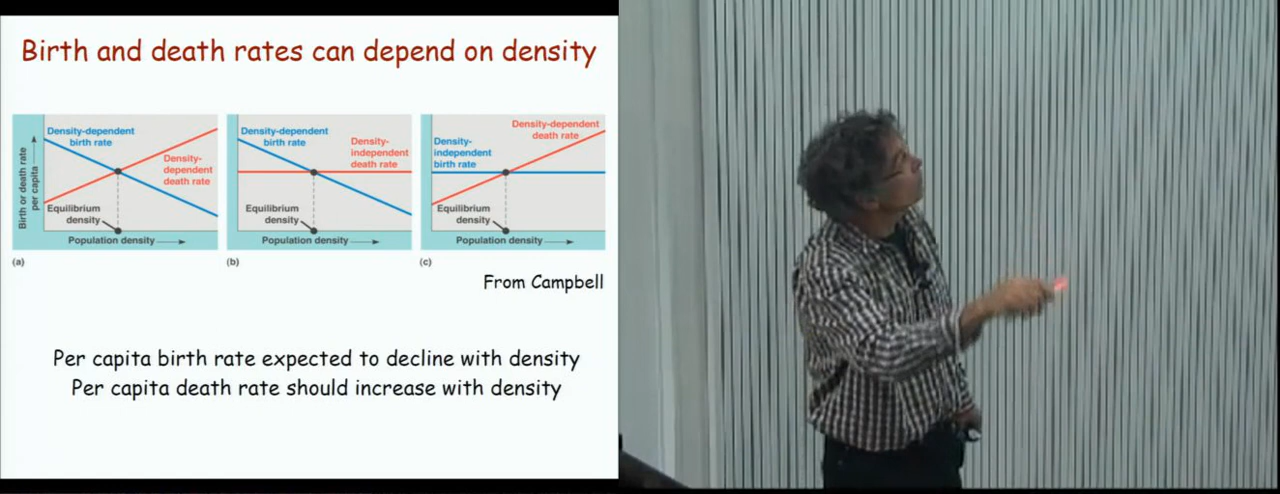 Birth and death rates can depend on density
Density-dependent
birth rate
Density-
dependent
death rate
Equilibrium
density
Birth or death rate
per capita
Population density
(a)
Density-dependent
birth rate
Density-
independent
death rate
Equilibrium
density
Population density
(b)
Density-dependent
death rate
Density-
independent
birth rate
Equilibrium
density
Population density
(c)
From Campbell
Per capita birth rate expected to decline with density
Per capita death rate should increase with density